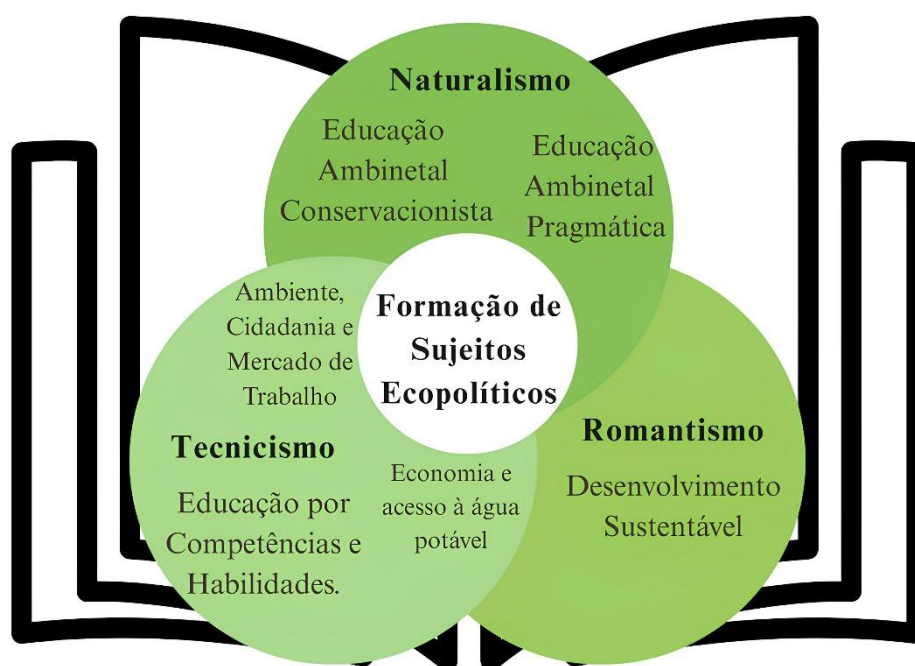 Naturalismo
Educação
Ambinetal
Conservacionista
Educação
Ambinetal
Pragmática
Ambiente,
Cidadania e
Mercado de
Trabalho
Formação de
Sujeitos
Ecopolíticos
Tecnicismo
Educação por
Competências e
Habilidades.
Economia e
acesso à água
potável
Romantismo
Desenvolvimento
Sustentável